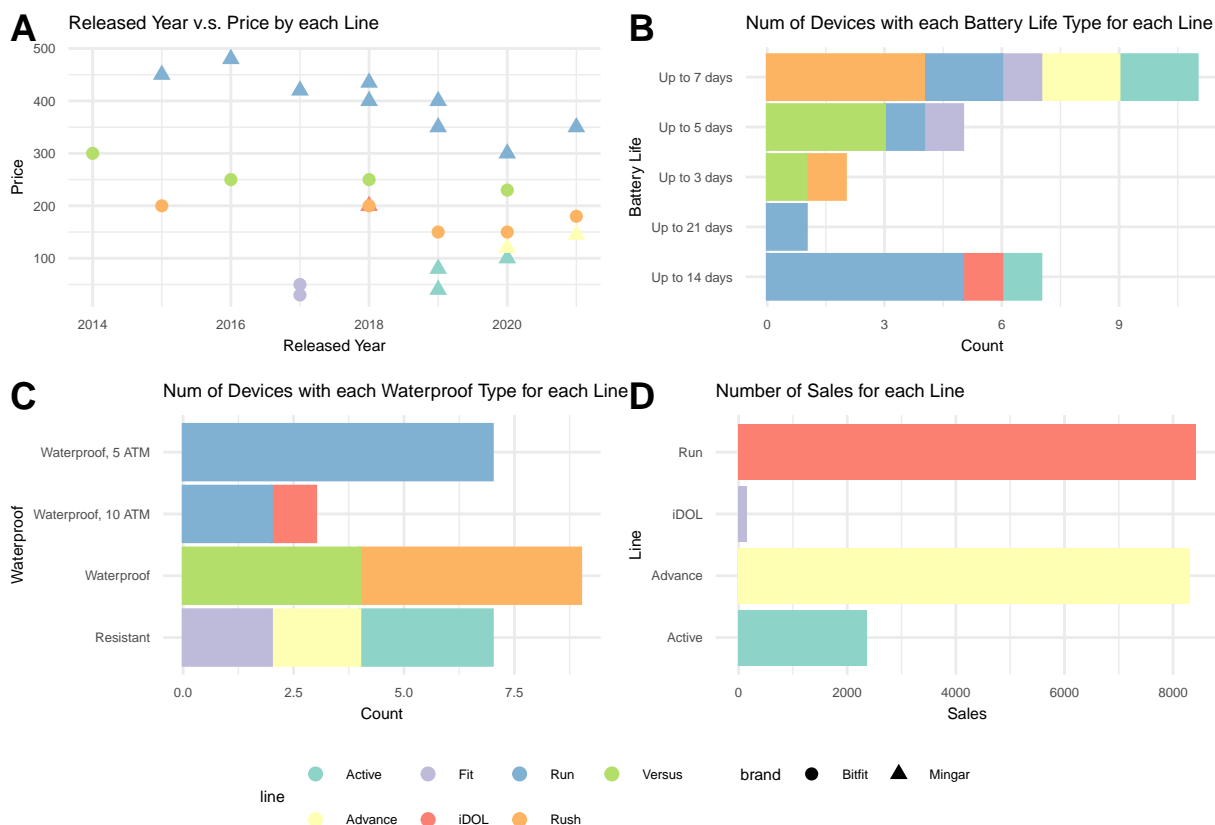 A
Released Year v.s. Price by each Line
500
400
300
200
100
Price
2014
2016
2018
2020
Released Year
B
Num of Devices with each Battery Life Type for each Line
Up to 7 days
Up to 5 days
Up to 3 days
Up to 21 days
Up to 14 days
Battery Life
0
3
6
9
Count
C
Num of Devices with each Waterproof Type for each Line
Waterproof, 5 ATM
Waterproof, 10 ATM
Waterproof
Resistant
Waterproof
0.0
2.5
5.0
7.5
Count
D
Number of Sales for each Line
Run
iDOL
Advance
Active
Line
0
2000
4000
6000
8000
Sales
line
Active
Fit
Run
Versus
Advance
iDOL
Rush
brand
Bitfit
Mingar